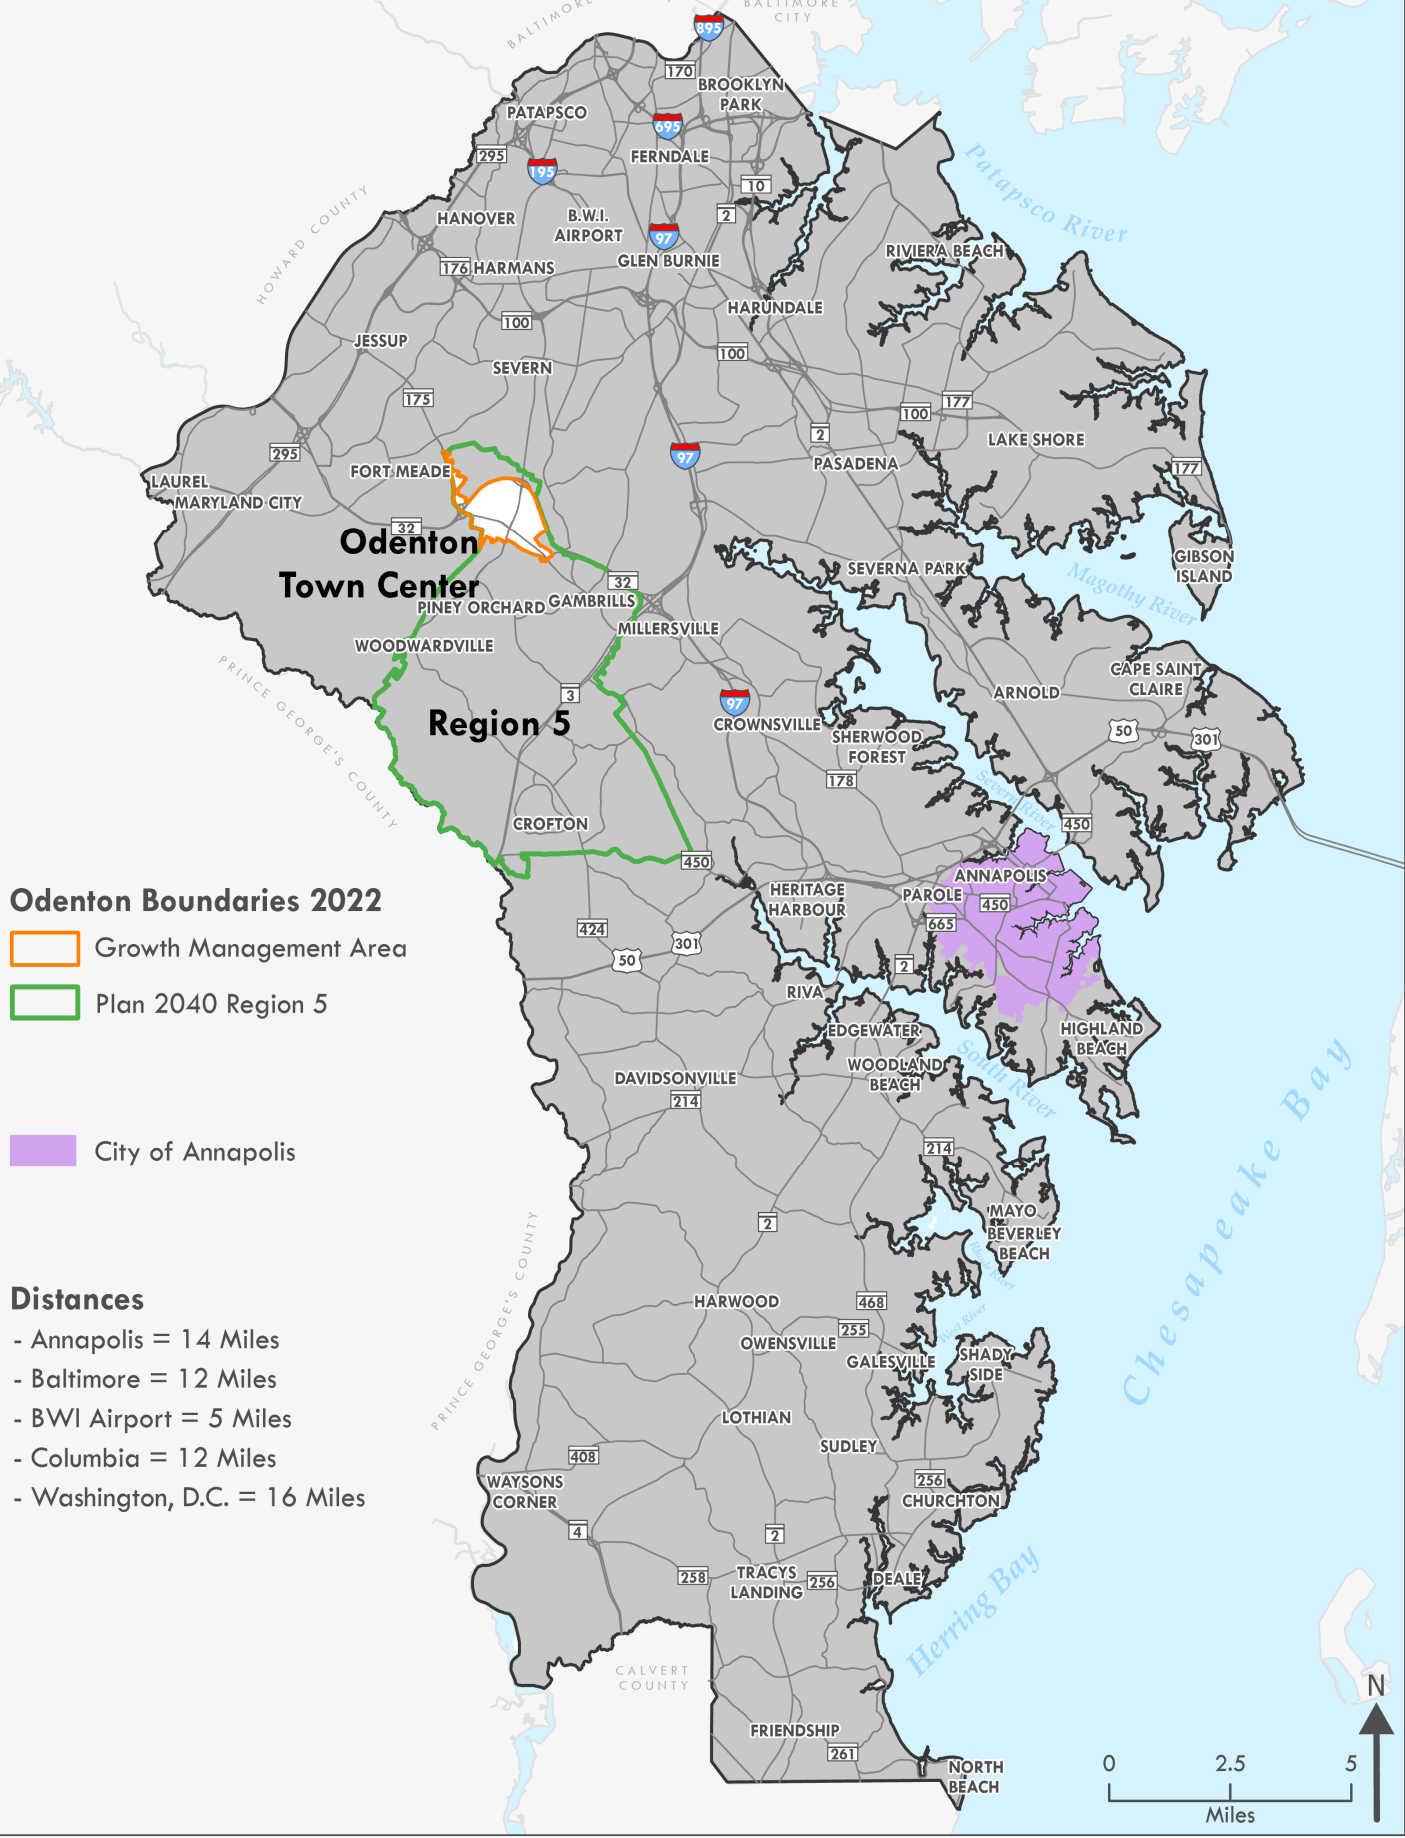 BALTIMORE
BALTIMORE
CITY
895
170
BROOKLYN
PARK
PATAPSCO
695
295
FERNDALE
195
10
Patapsco River
HOWARD COUNTY
HANOVER
B.W.I.
AIRPORT
2
97
GLEN BURNIE
RIVIERA BEACH
176
HARMANS
HARUNDALE
100
JESSUP
100
SEVERN
175
100
177
2
LAKE SHORE
295
97
FORT MEADE
PASADENA
177
LAUREL
MARYLAND CITY
32
Odenton
Town Center
GIBSON
ISLAND
SEVERNA PARK
Magothy River
32
PINEY ORCHARD
GAMBRILLS
MILLERSVILLE
WOODWARDVILLE
PRINCE GEORGE'S COUNTY
CAPE SAINT
CLAIRE
3
97
ARNOLD
Region 5
CROWNSVILLE
SHERWOOD
FOREST
50
301
178
Severn River
CROFTON
450
450
ANNAPOLIS
HERITAGE
HARBOUR
PAROLE
450
665
424
301
50
2
RIVA
EDGEWATER
HIGHLAND
BEACH
WOODLAND
BEACH
South River
DAVIDSONVILLE
214
214
Chesapeake Bay
2
MAYO
BEVERLEY
BEACH
Rhode River
PRINCE GEORGE'S COUNTY
HARWOOD
468
255
West River
OWENSVILLE
GALESVILLE
SHADY
SIDE
LOTHIAN
SUDLEY
408
WAYSONS
CORNER
256
CHURCHTON
4
2
258
TRACYS
LANDING
256
DEALE
Herring Bay
CALVERT
COUNTY
FRIENDSHIP
261
NORTH
BEACH
Odenton Boundaries 2022
Growth Management Area
Plan 2040 Region 5
City of Annapolis
Distances
- Annapolis = 14 Miles
- Baltimore = 12 Miles
- BWI Airport = 5 Miles
- Columbia = 12 Miles
- Washington, D.C. = 16 Miles
N
0 2.5 5
Miles